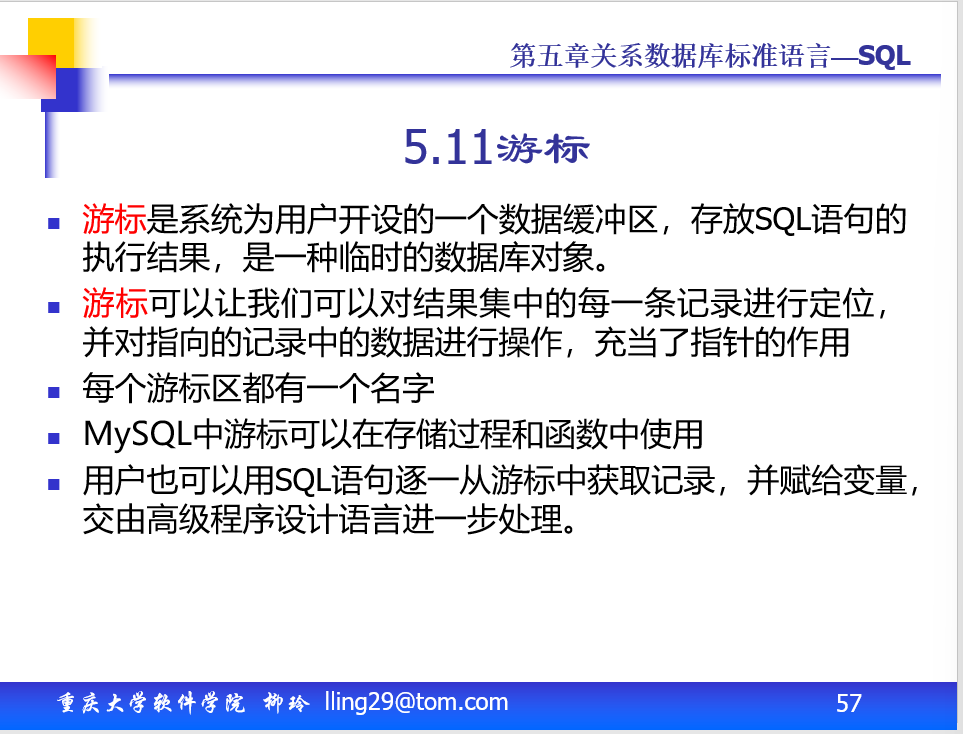 第五章关系数据库标准语言—SQL
5.11游标
游标是系统为用户开设的一个数据缓冲区，存放SQL语句的
执行结果，是一种临时的数据库对象。
游标可以让我们可以对结果集中的每一条记录进行定位，
并对指向的记录中的数据进行操作，充当了指针的作用
每个游标区都有一个名字
MySQL中游标可以在存储过程和函数中使用
用户也可以用SQL语句逐一从游标中获取记录，并赋给变量，
交由高级程序设计语言进一步处理。
重庆大学软件学院 柳玲 lling29@tom.com
57